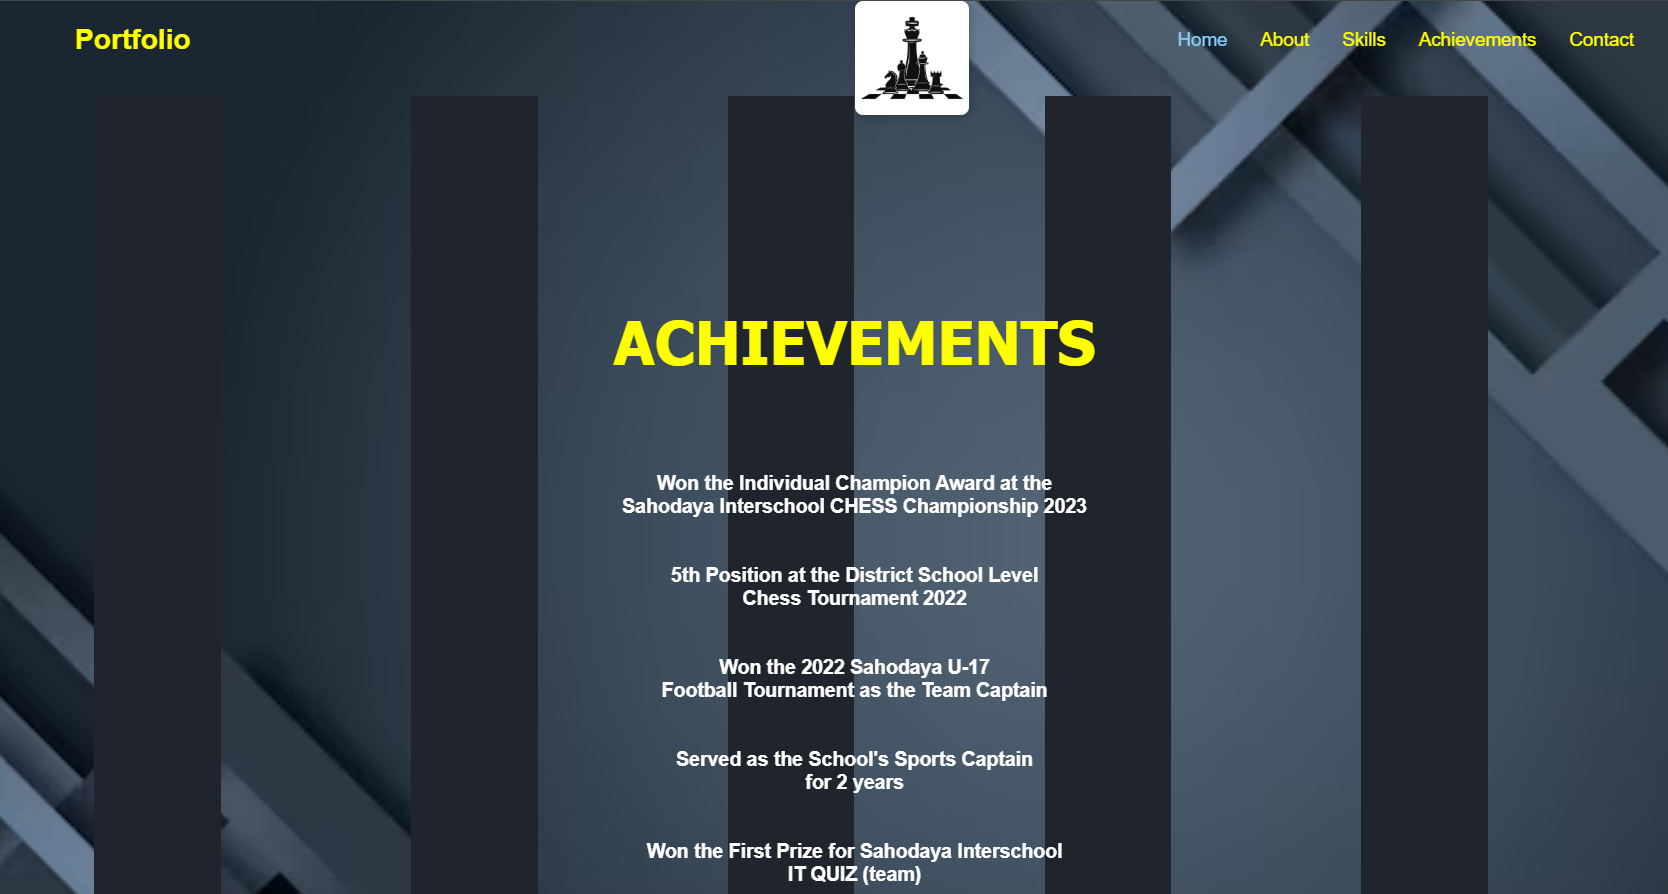 Portfolio
Home About Skills Achievements Contact
ACHIEVEMENTS
Won the Individual Champion Award at the
Sahodaya Interschool CHESS Championship 2023
5th Position at the District School Level
Chess Tournament 2022
Won the 2022 Sahodaya U-17
Football Tournament as the Team Captain
Served as the School's Sports Captain
for 2 years
Won the First Prize for Sahodaya Interschool
IT QUIZ (team)